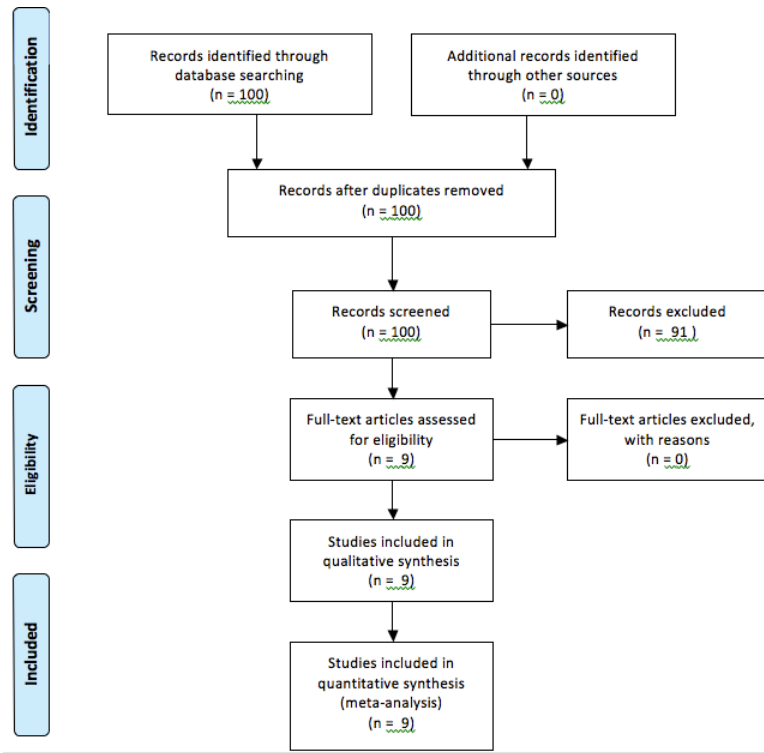 Identification
Records identified through
database searching
(n = 100)
Additional records identified
through other sources
(n = 0)
Records after duplicates removed
(n = 100)
Screening
Records screened
(n = 100)
Records excluded
(n = 91 )
Eligibility
Full-text articles assessed
for eligibility
(n = 9)
Full-text articles excluded,
with reasons
(n = 0)
Studies included in
qualitative synthesis
(n = 9)
Included
Studies included in
quantitative synthesis
(meta-analysis)
(n = 9)